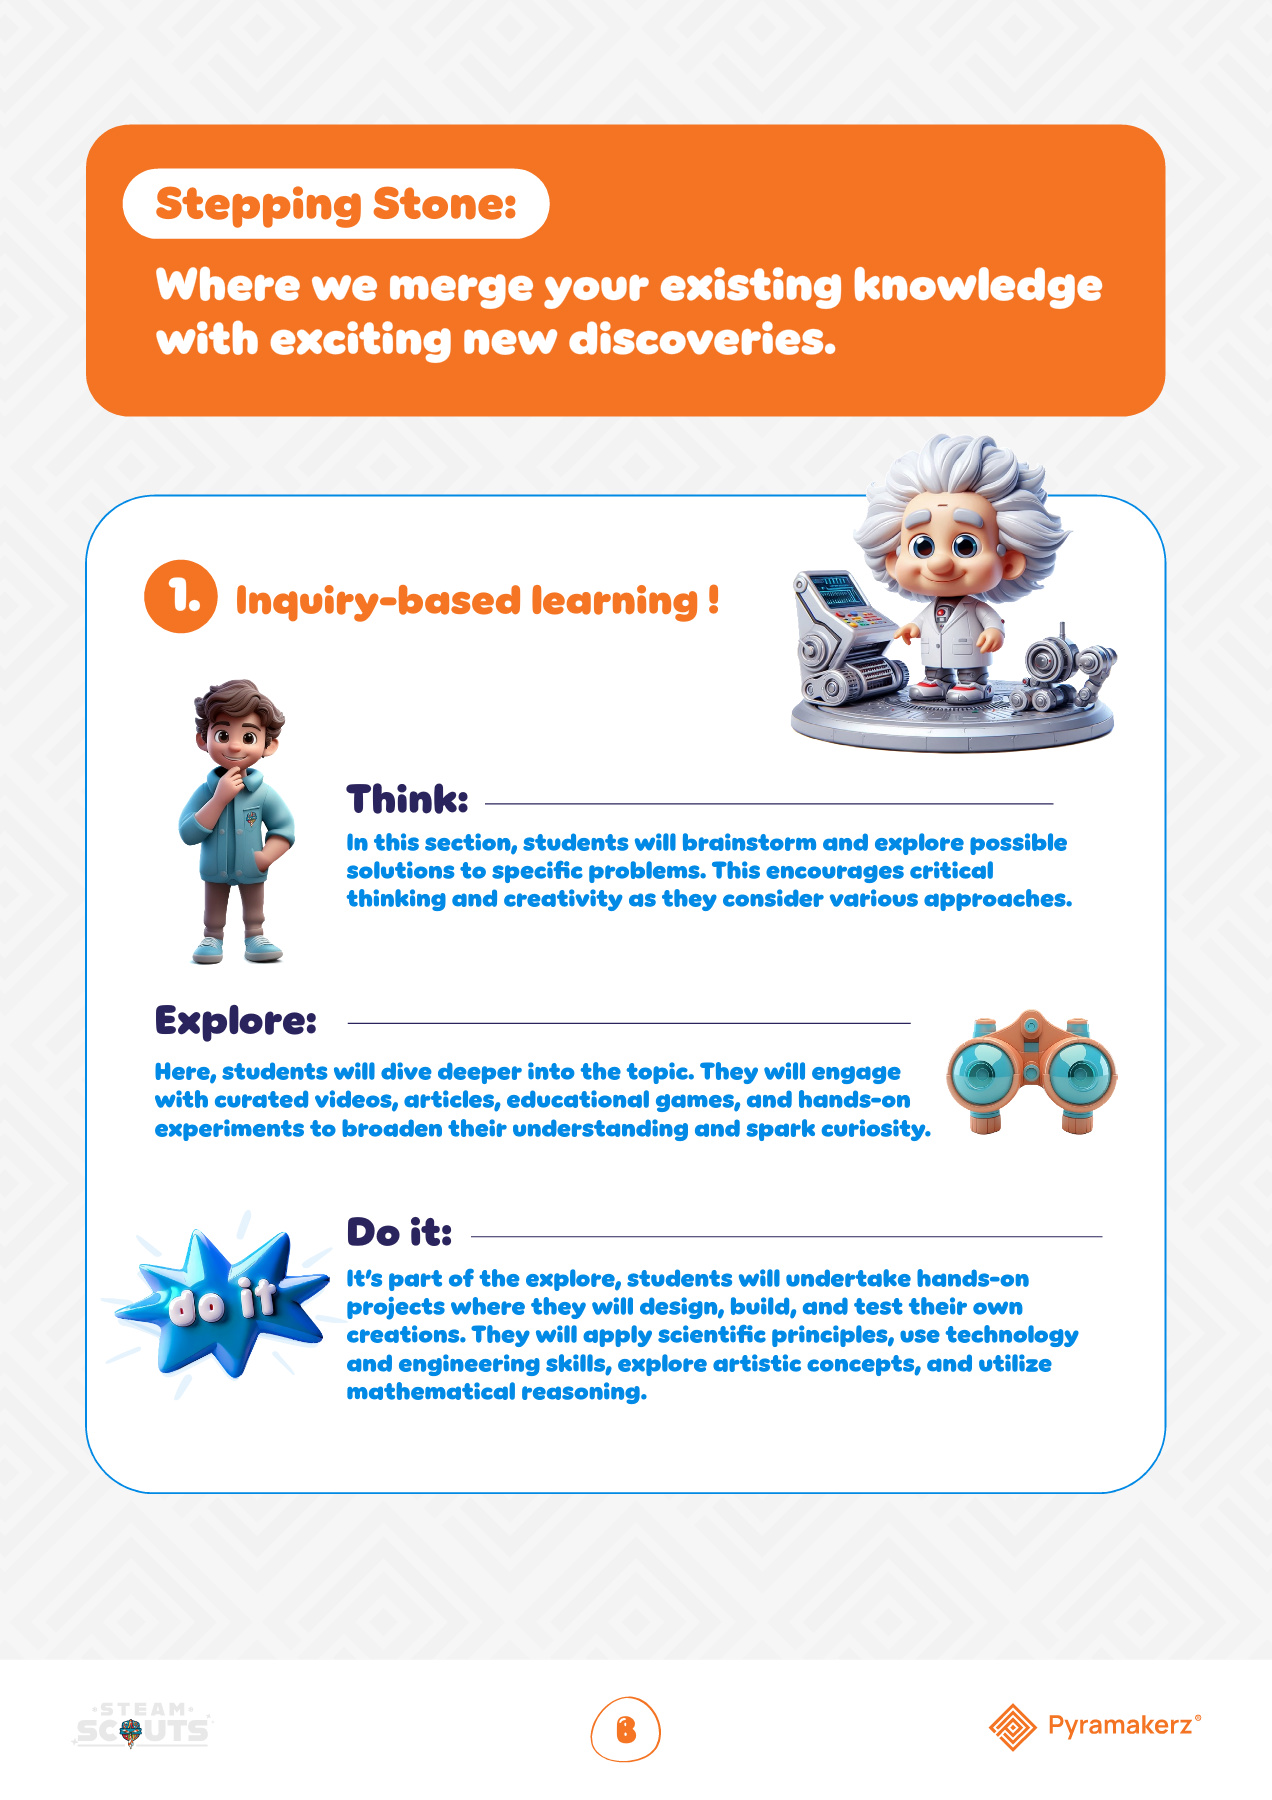 Stepping Stone:
Where we merge your existing knowledge
with exciting new discoveries.
1. Inquiry-based learning !
Think:
In this section, students will brainstorm and explore possible
solutions to specific problems. This encourages critical
thinking and creativity as they consider various approaches.
Explore:
Here, students will dive deeper into the topic. They will engage
with curated videos, articles, educational games, and hands-on
experiments to broaden their understanding and spark curiosity.
do it
Do it:
It's part of the explore, students will undertake hands-on
projects where they will design, build, and test their own
creations. They will apply scientific principles, use technology
and engineering skills, explore artistic concepts, and utilize
mathematical reasoning.
STEAM
SCOUTS
B
Pyramakerz®